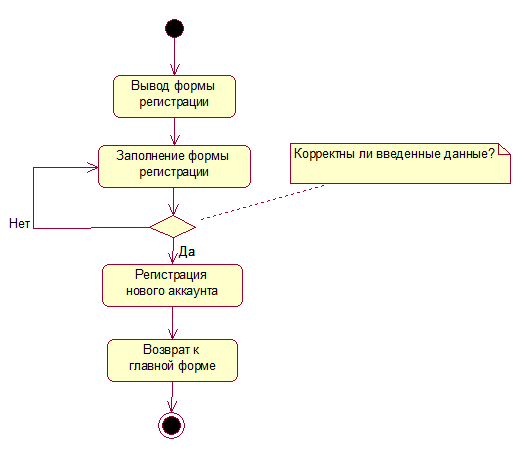 Вывод формы
регистрации
Заполнение формы
регистрации
Корректны ли введенные данные?
Нет
Да
Регистрация
нового аккаунта
Возврат к
главной форме